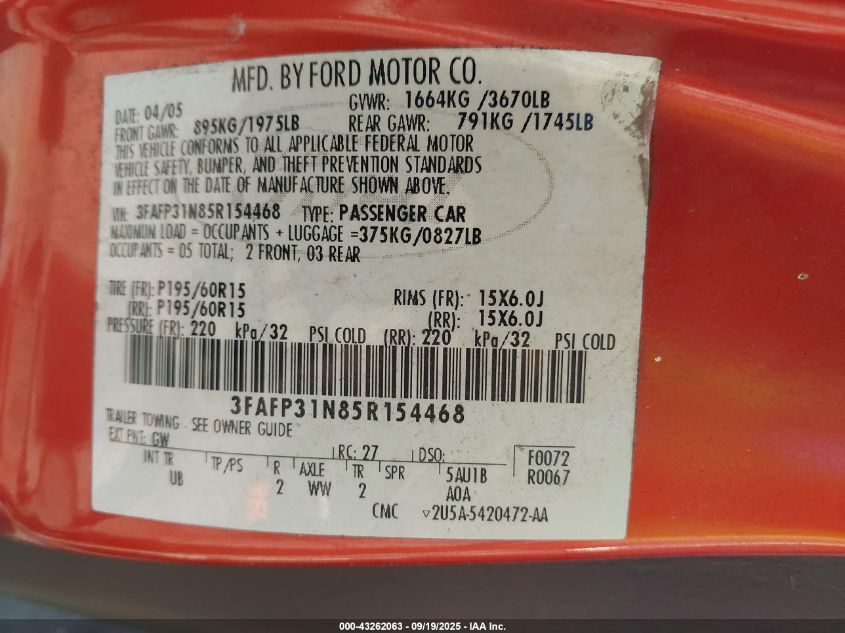 MFD. BY FORD MOTOR CO.
DATE: 04/05 GVWR: 1664KG /3670LB
FRONT GAWR: 895KG/1975LB REAR GAWR: 791KG /1745LB
THIS VEHICLE CONFORMS TO ALL APPLICABLE FEDERAL MOTOR
VEHICLE SAFETY, BUMPER, AND THEFT PREVENTION STANDARDS
IN EFFECT ON THE DATE OF MANUFACTURE SHOWN ABOVE.
VIN: 3FAFP31N85R154468 TYPE: PASSENGER CAR
MAXIMUM LOAD = OCCUPANTS + LUGGAGE =375KG/0827LB
OCCUPANTS = 05 TOTAL; 2 FRONT, 03 REAR
TIRE (FR): P195/60R15 RIMS (FR): 15X6.0J
(RR): P195/60R15 (RR): 15X6.0J
PRESSURE (FR): 220 kPa/32 PSI COLD (RR): 220 kPa/32 PSI COLD
3FAFP31N85R154468
TRAILER TOWING - SEE OWNER GUIDE
EXT PNT: GW RC: 27 DSO: F0072
INT TR TP/PS R AXLE TR SPR 5AU1B R0067
UB 2 WW 2 A0A
CMC ▽2U5A-5420472-AA
000-43262063 - 09/19/2025 - IAA Inc.